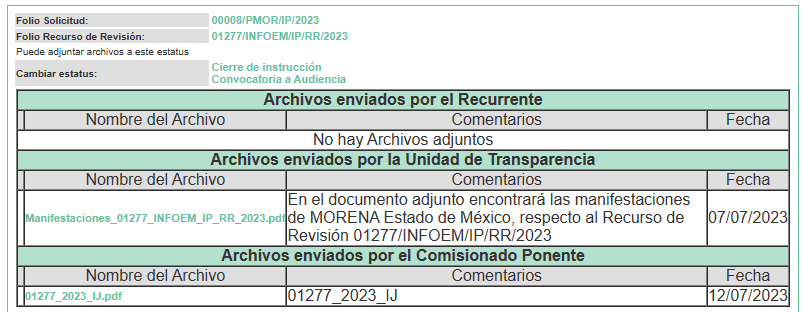 Folio Solicitud: 00008/PMOR/IP/2023
Folio Recurso de Revisión: 01277/INFOEM/IP/RR/2023
Puede adjuntar archivos a este estatus
Cambiar estatus: Cierre de instrucción
Convocatoria a Audiencia
Archivos enviados por el Recurrente
Nombre del Archivo Comentarios Fecha
No hay Archivos adjuntos
Archivos enviados por la Unidad de Transparencia
Nombre del Archivo Comentarios Fecha
Manifestaciones_01277_INFOEM_IP_RR_2023.pdf En el documento adjunto encontrará las manifestaciones
de MORENA Estado de México, respecto al Recurso de
Revisión 01277/INFOEM/IP/RR/2023 07/07/2023
Archivos enviados por el Comisionado Ponente
Nombre del Archivo Comentarios Fecha
01277_2023_IJ.pdf 01277_2023_IJ 12/07/2023